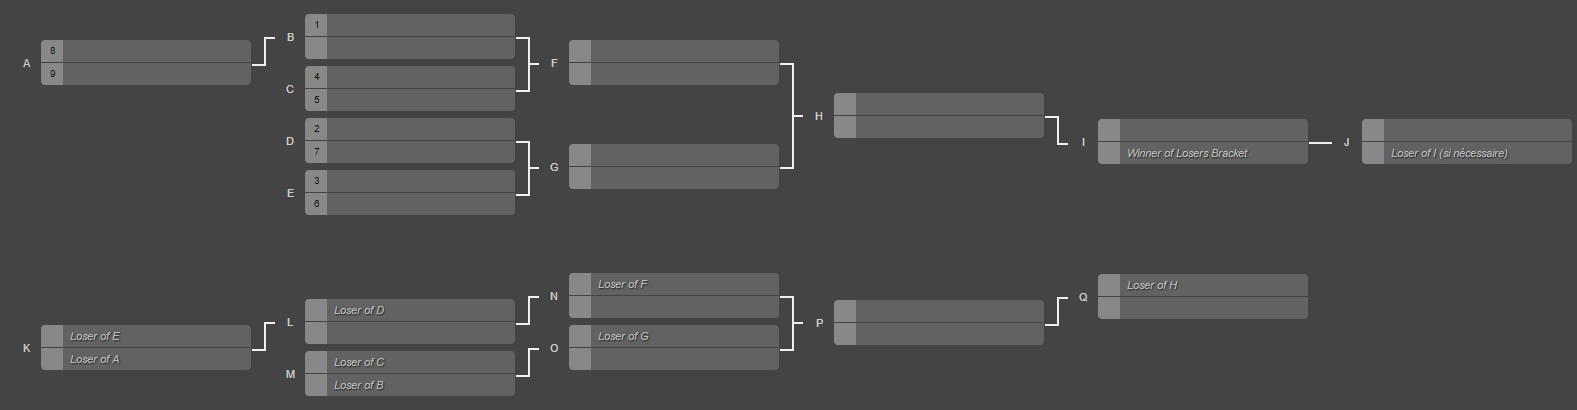 A
8
9
B
1
C
4
5
D
2
7
E
3
6
F
G
H
I
Winner of Losers Bracket
J
Loser of I (si nécessaire)
K
Loser of E
Loser of A
L
Loser of D
M
Loser of C
Loser of B
N
Loser of F
O
Loser of G
P
Q
Loser of H